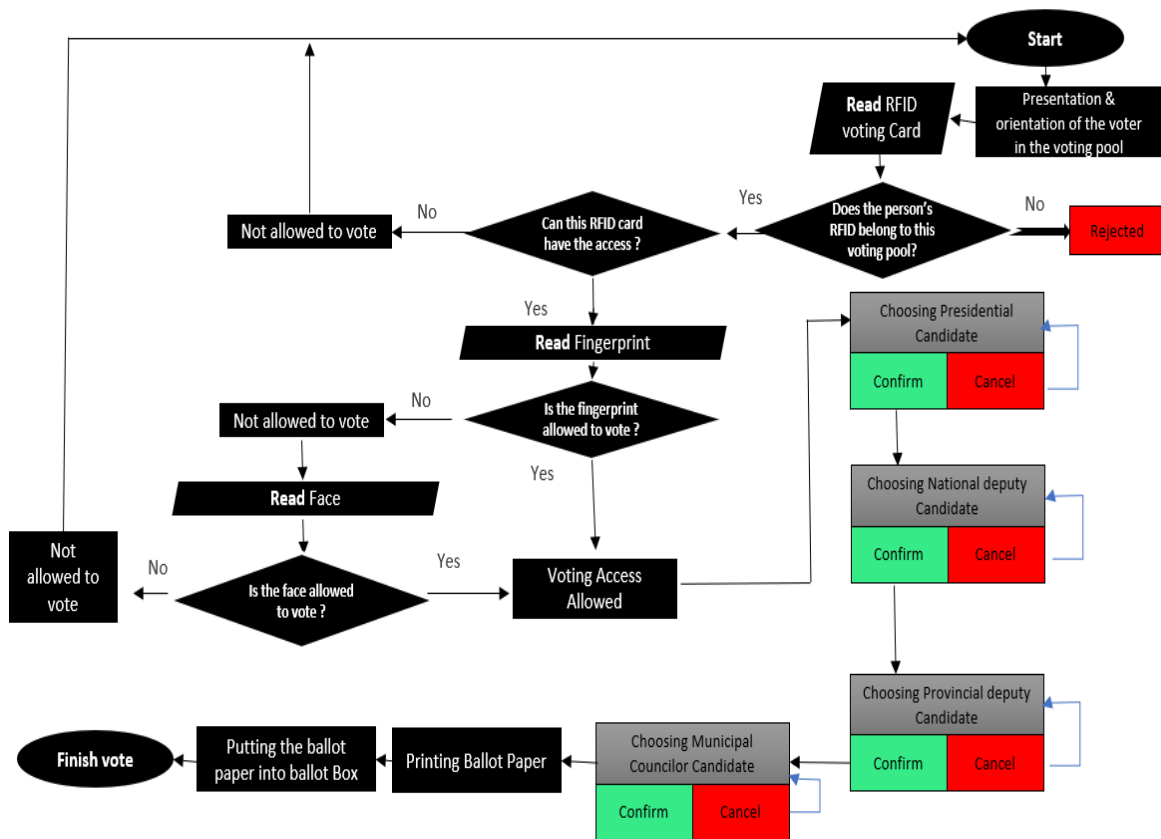 Start
Presentation &
orientation of the voter
in the voting pool
Read RFID
voting Card
Does the person's
RFID belong to this
voting pool?
No
Rejected
Yes
Can this RFID card
have the access ?
No
Not allowed to vote
Yes
Read Fingerprint
Is the fingerprint
allowed to vote ?
No
Not allowed to vote
Read Face
Is the face allowed
to vote ?
No
Not
allowed to
vote
Yes
Yes
Voting Access
Allowed
Choosing Presidential
Candidate
Confirm
Cancel
Choosing National deputy
Candidate
Confirm
Cancel
Choosing Provincial deputy
Candidate
Confirm
Cancel
Choosing Municipal
Councilor Candidate
Confirm
Cancel
Printing Ballot Paper
Putting the ballot
paper into ballot Box
Finish vote